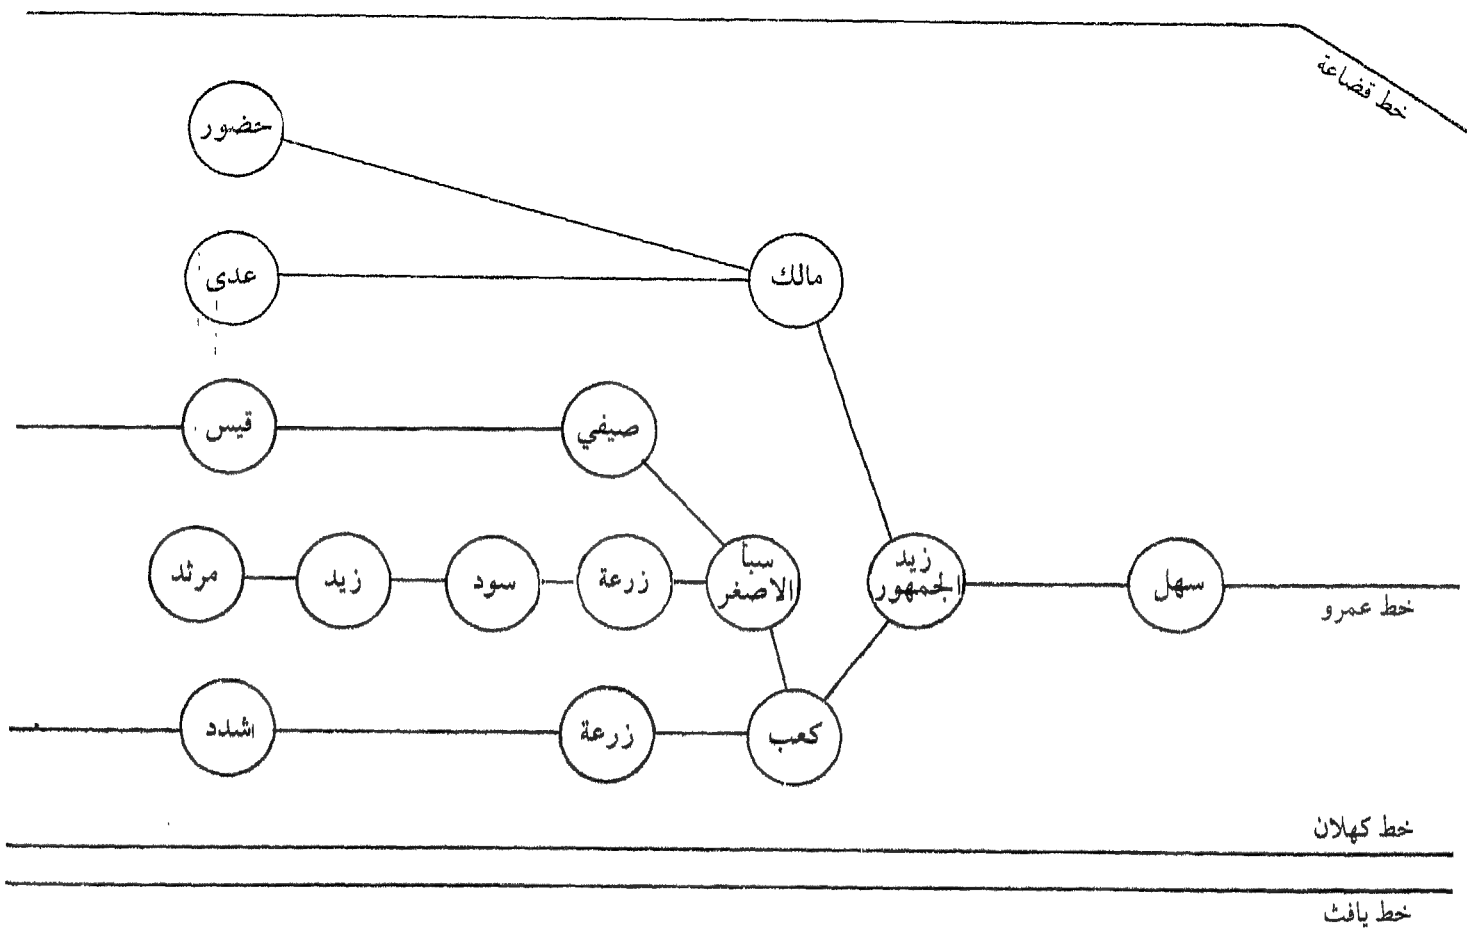 خط قضاعة
حضور
مالك
عدى
صيفي
قيس
سهل
خط عمرو
زيد
الجمهور
سبأ
الاصغر
زرعة
سود
زيد
مرثد
كعب
زرعة
اشدد
خط كهلان
خط يافث